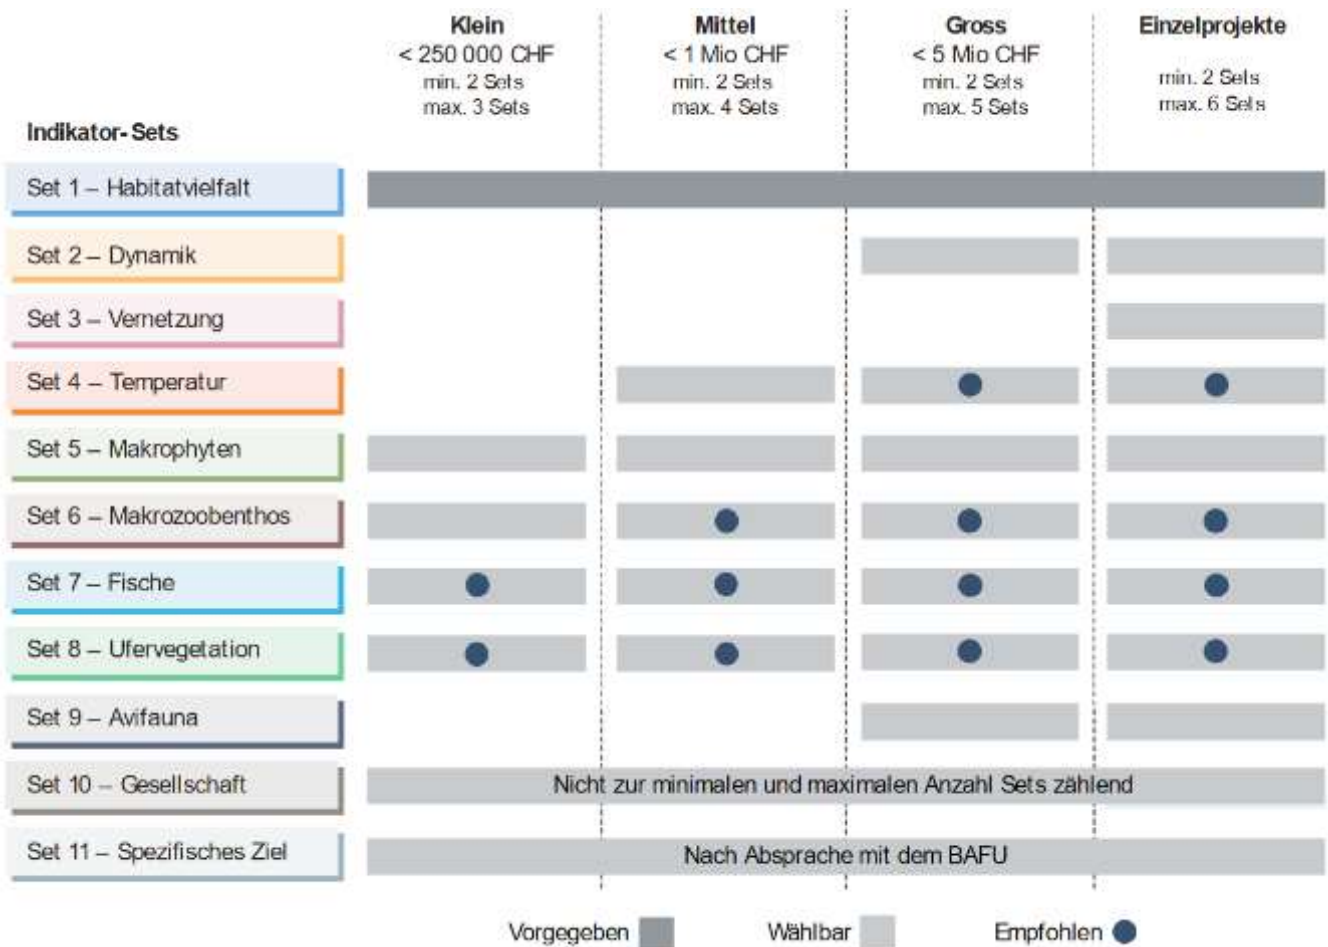 Klein
< 250 000 CHF
min. 2 Sets
max. 3 Sets
Mittel
< 1 Mio CHF
min. 2 Sets
max. 4 Sets
Gross
< 5 Mio CHF
min. 2 Sets
max. 5 Sets
Einzelprojekte
min. 2 Sets
max. 6 Sets
Indikator-Sets
Set 1 – Habitatvielfalt
Set 2 – Dynamik
Set 3 – Vernetzung
Set 4 – Temperatur
Set 5 – Makrophyten
Set 6 – Makrozoobenthos
Set 7 – Fische
Set 8 – Ufervegetation
Set 9 – Avifauna
Set 10 – Gesellschaft
Nicht zur minimalen und maximalen Anzahl Sets zählend
Set 11 – Spezifisches Ziel
Nach Absprache mit dem BAFU
Vorgegeben
Wählbar
Empfohlen